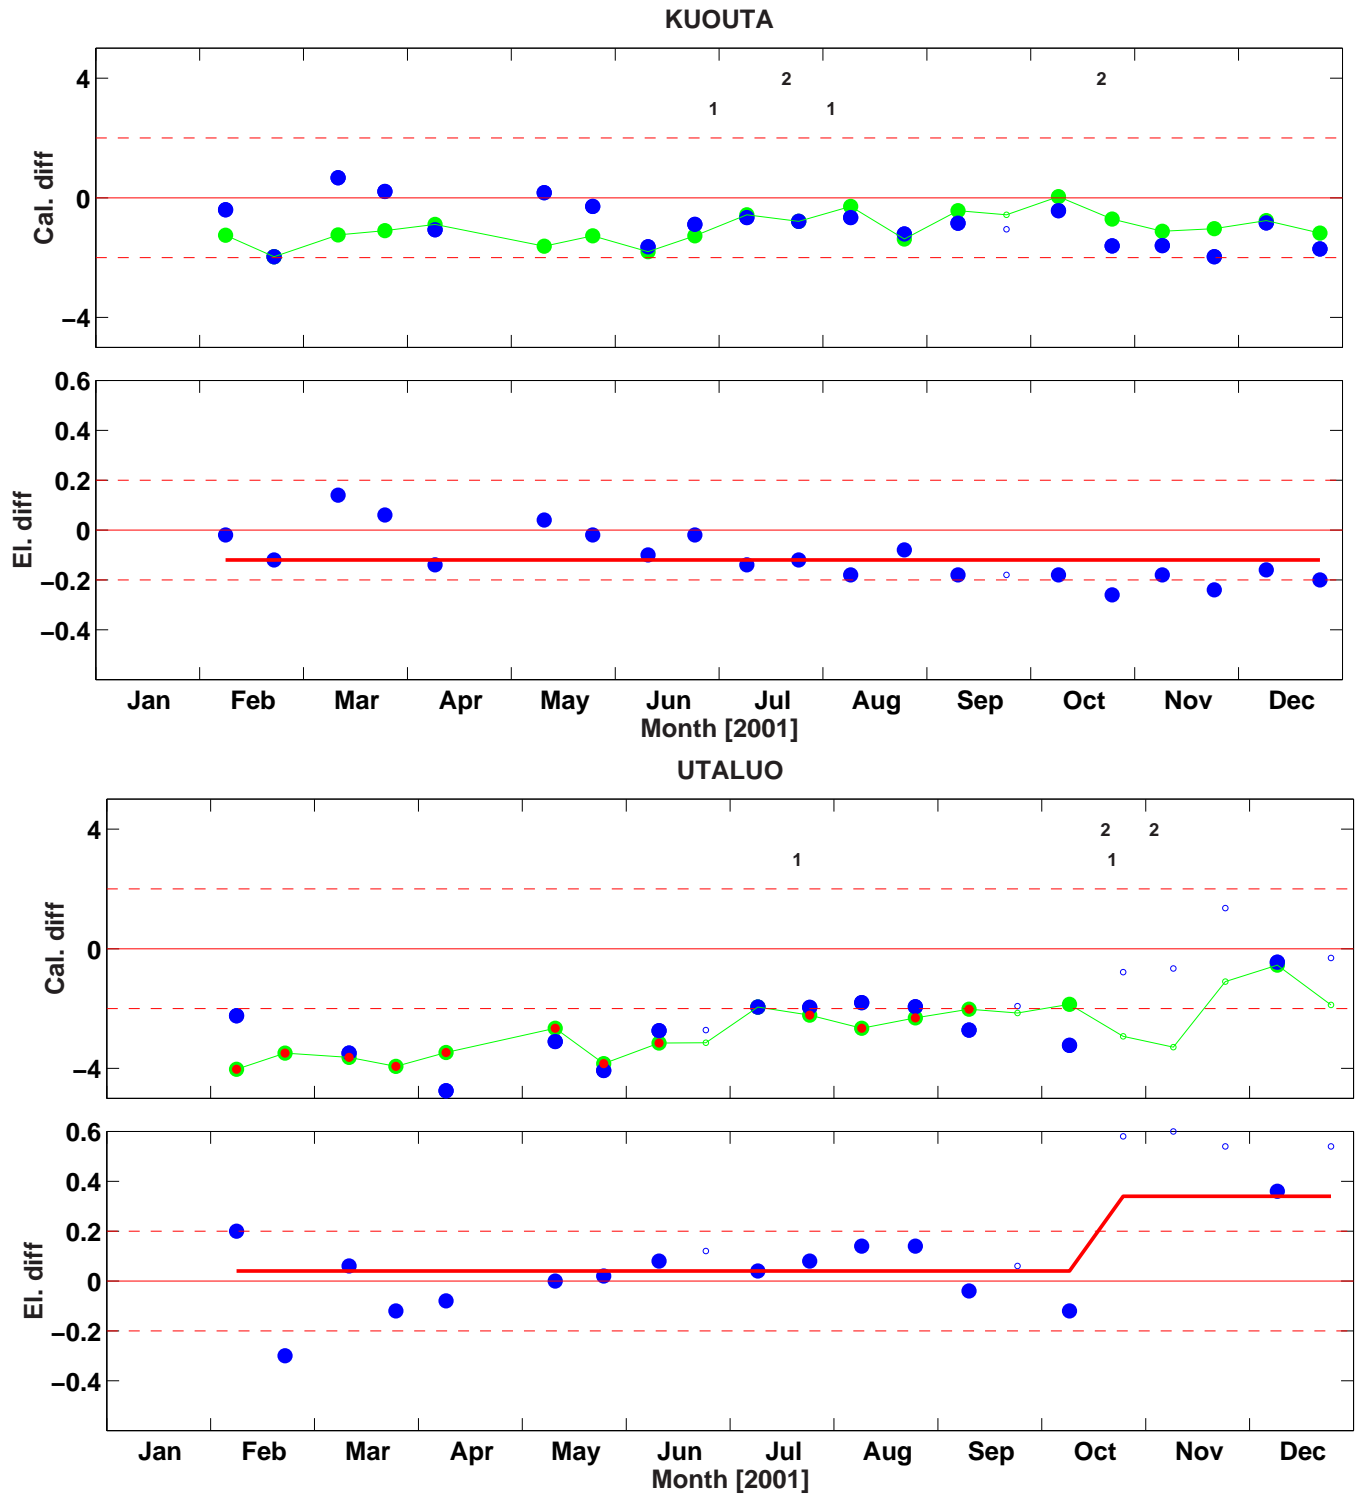 KUOUTA
4
2 2
1 1
0
−4
Cal. diff
0.6
0.4
0.2
0
−0.2
−0.4
El. diff
Jan Feb Mar Apr May Jun Jul Aug Sep Oct Nov Dec
Month [2001]
UTALUO
4
2 2
1 1
0
−4
Cal. diff
0.6
0.4
0.2
0
−0.2
−0.4
El. diff
Jan Feb Mar Apr May Jun Jul Aug Sep Oct Nov Dec
Month [2001]